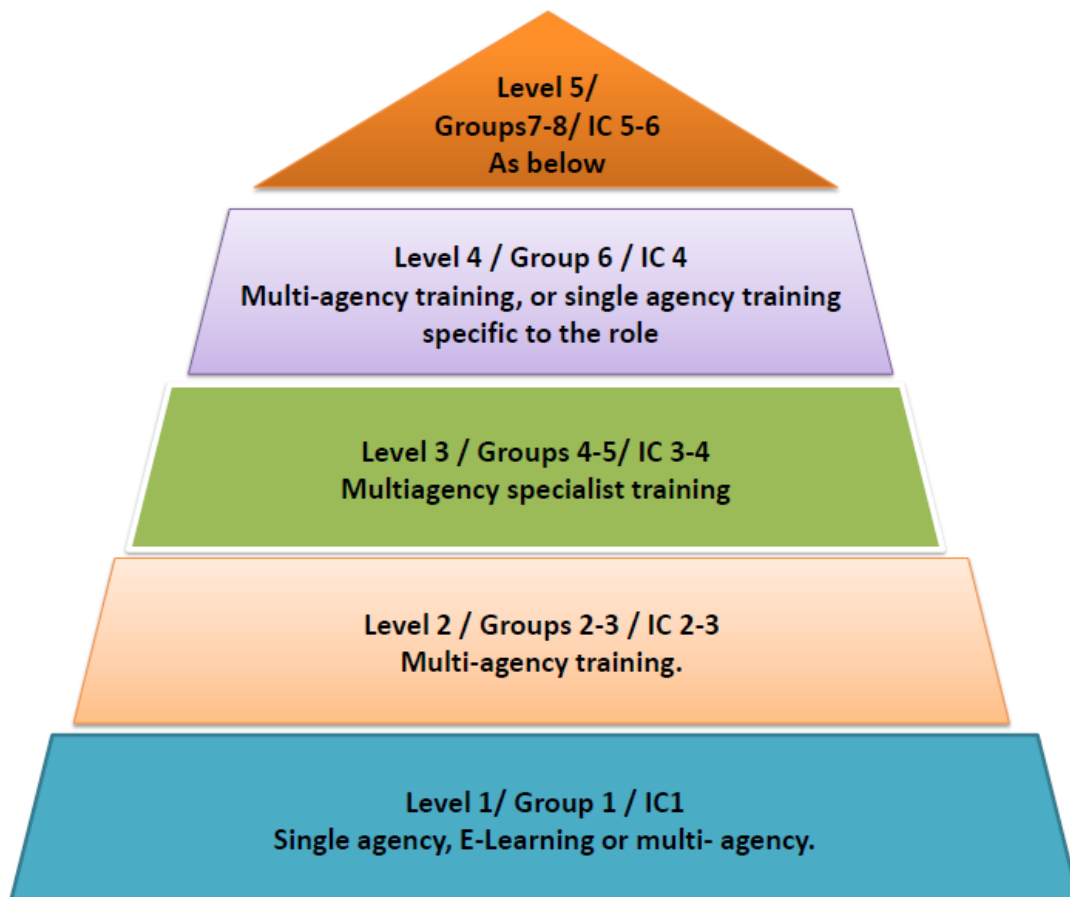 Level 5/
Groups7-8/ IC 5-6
As below
Level 4 / Group 6 / IC 4
Multi-agency training, or single agency training
specific to the role
Level 3 / Groups 4-5/ IC 3-4
Multiagency specialist training
Level 2 / Groups 2-3 / IC 2-3
Multi-agency training.
Level 1/ Group 1 / IC1
Single agency, E-Learning or multi- agency.